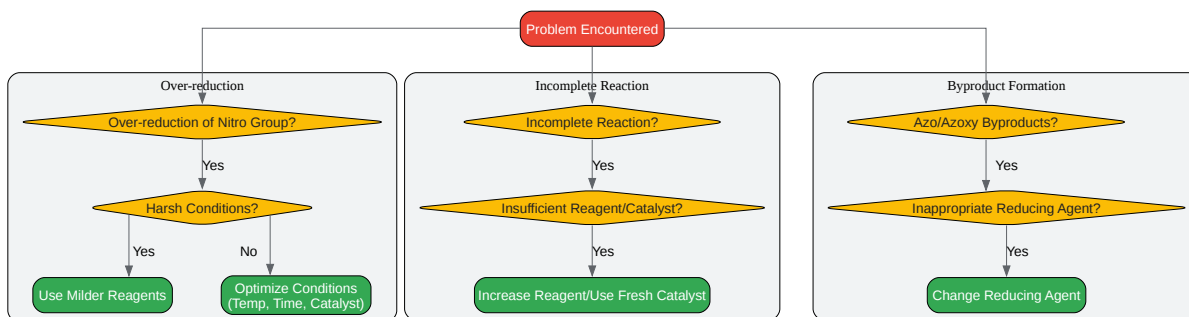 Problem Encountered
Over-reduction
Over-reduction of Nitro Group?
Yes
Harsh Conditions?
Yes
No
Use Milder Reagents
Optimize Conditions
(Temp, Time, Catalyst)
Incomplete Reaction
Incomplete Reaction?
Yes
Insufficient Reagent/Catalyst?
Yes
Increase Reagent/Use Fresh Catalyst
Byproduct Formation
Azo/Azoxy Byproducts?
Yes
Inappropriate Reducing Agent?
Yes
Change Reducing Agent